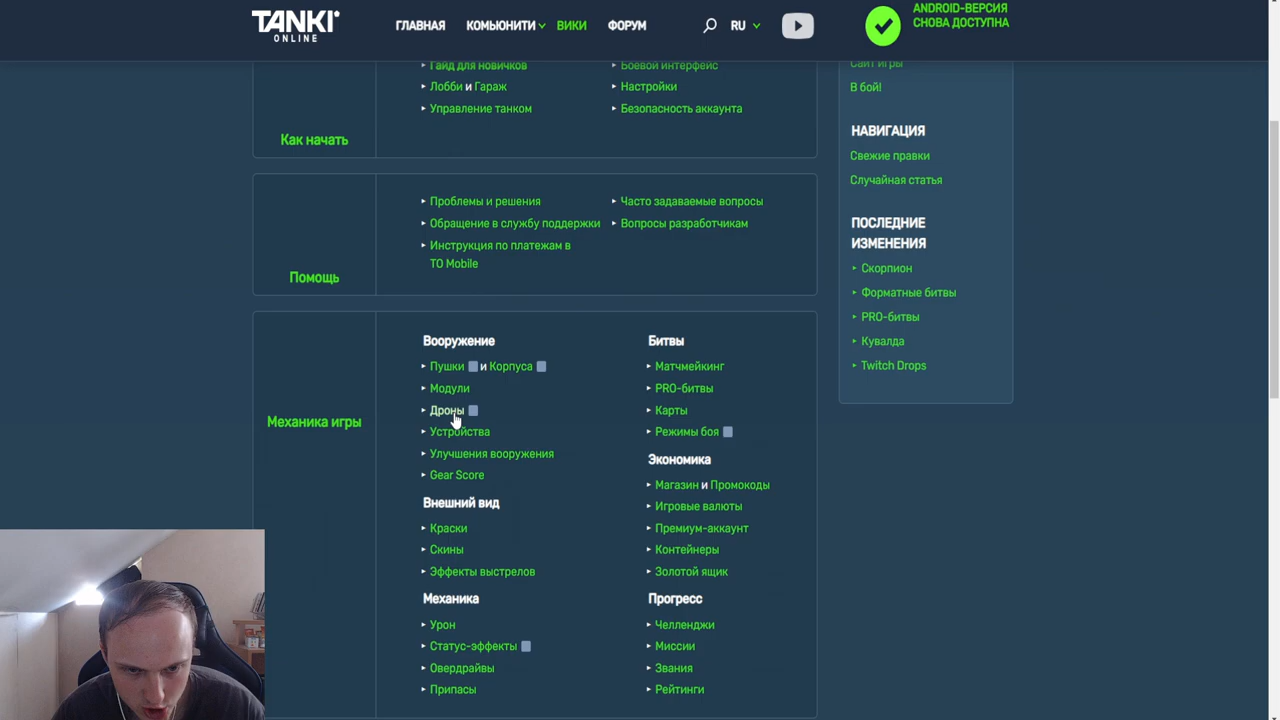 TANKI
ONLINE
ГЛАВНАЯ
КОМЬЮНИТИ
ВИКИ
ФОРУМ
RU
ANDROID-ВЕРСИЯ
СНОВА ДОСТУПНА
Гайд для новичков
Лобби и Гараж
Управление танком
Боевой интерфейс
Настройки
Безопасность аккаунта
Как начать
Проблемы и решения
Обращение в службу поддержки
Инструкция по платежам в
TO Mobile
Часто задаваемые вопросы
Вопросы разработчикам
Помощь
Механика игры
Вооружение
Пушки и Корпуса
Модули
Дроны
Устройства
Улучшения вооружения
Gear Score
Внешний вид
Краски
Скины
Эффекты выстрелов
Механика
Урон
Статус-эффекты
Овердрайвы
Припасы
Битвы
Матчмейкинг
PRO-битвы
Карты
Режимы боя
Экономика
Магазин и Промокоды
Игровые валюты
Премиум-аккаунт
Контейнеры
Золотой ящик
Прогресс
Челленджи
Миссии
Звания
Рейтинги
Сайт игры
В бой!
НАВИГАЦИЯ
Свежие правки
Случайная статья
ПОСЛЕДНИЕ
ИЗМЕНЕНИЯ
Скорпион
Форматные битвы
PRO-битвы
Кувалда
Twitch Drops